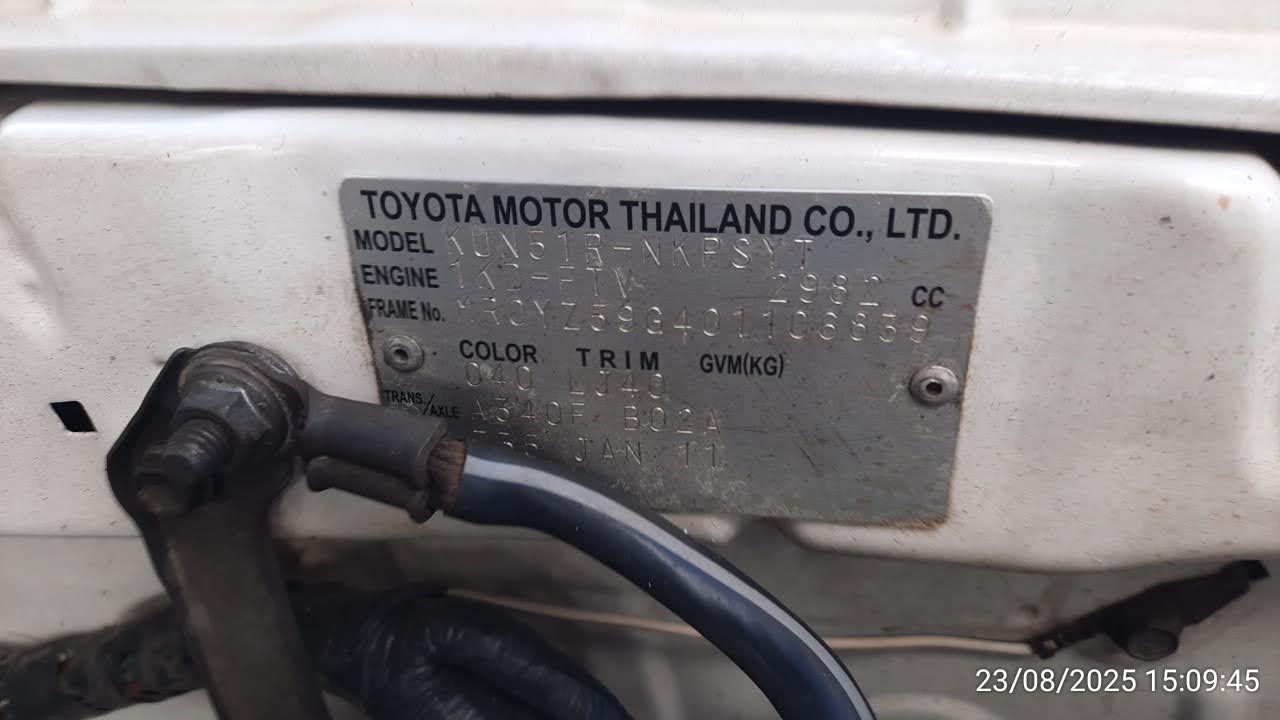 TOYOTA MOTOR THAILAND CO., LTD.
MODEL KUN51R-NKPSYT
ENGINE 1KD-FTV 2982 CC
FRAME No. MR0YZ59G401106839
COLOR TRIM GVM(KG)
040 LJ40
TRANS./AXLE A340F B02A
JAN 11
23/08/2025 15:09:45